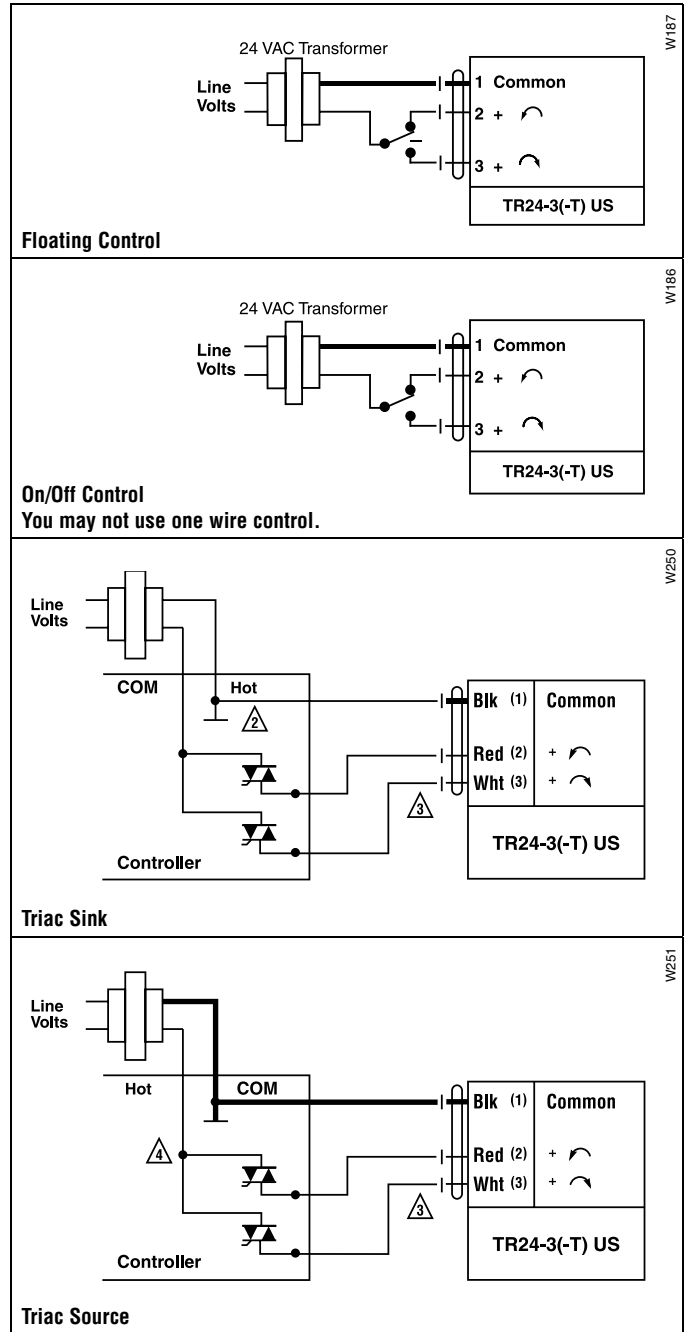 W187
24 VAC Transformer
Line
Volts
1 Common
2 +
3 +
TR24-3(-T) US
Floating Control
W186
24 VAC Transformer
Line
Volts
1 Common
2 +
3 +
TR24-3(-T) US
On/Off Control
You may not use one wire control.
W250
Line
Volts
COM Hot
2
Blk (1) Common
Red (2) +
Wht (3) +
3
TR24-3(-T) US
Controller
Triac Sink
W251
Line
Volts
Hot COM
Blk (1) Common
4
Red (2) +
Wht (3) +
3
TR24-3(-T) US
Controller
Triac Source